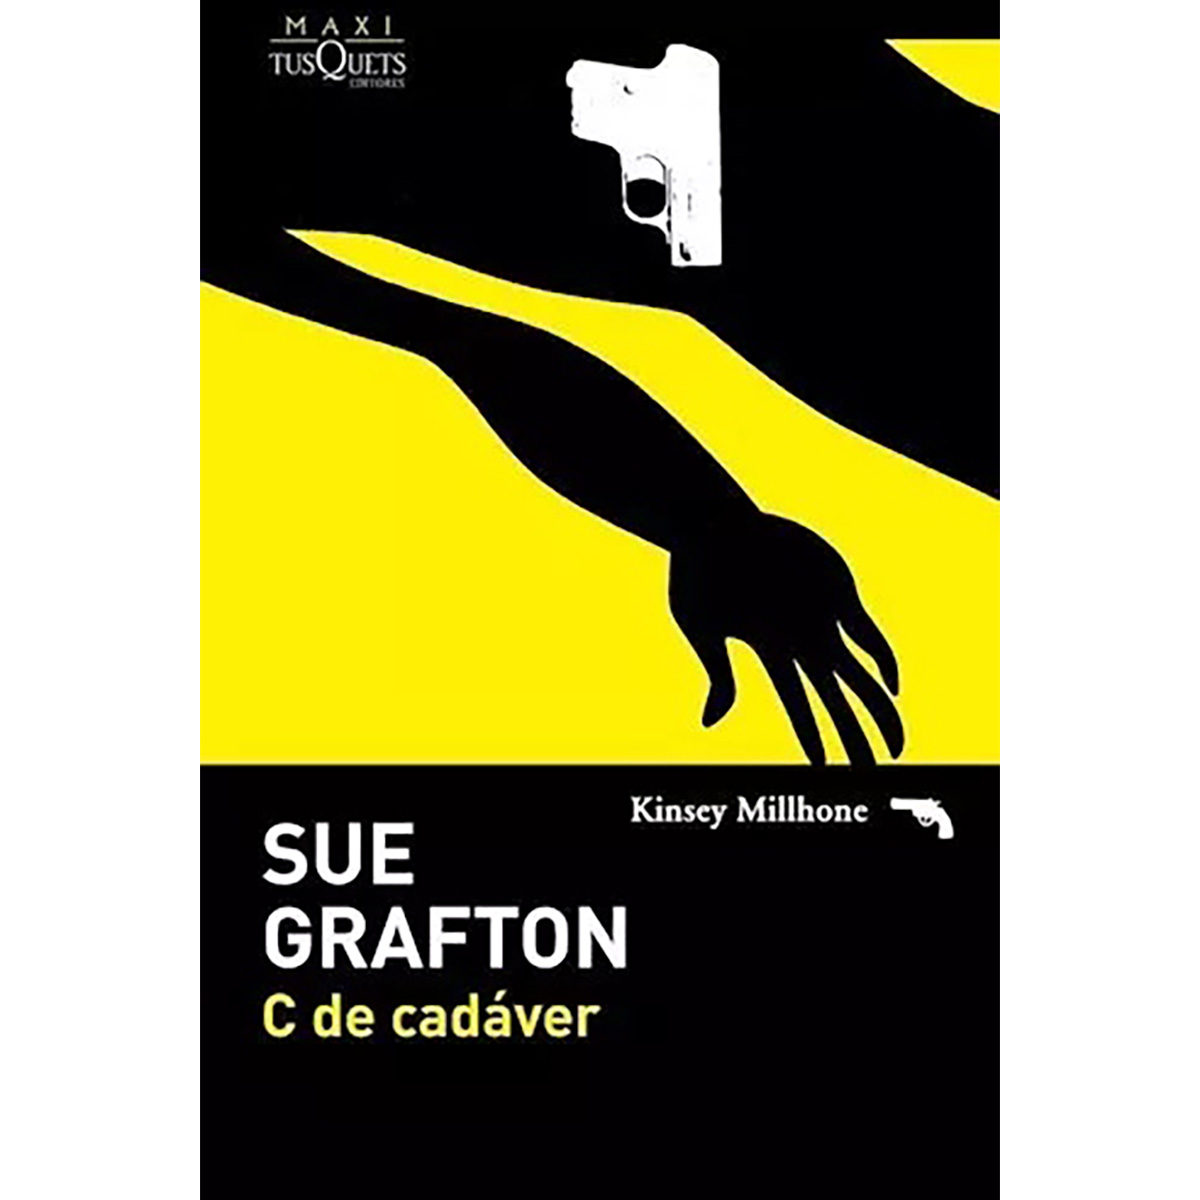 MAXI
TUSQUETS
EDITORES
Kinsey Millhone
SUE
GRAFTON
C de cadáver